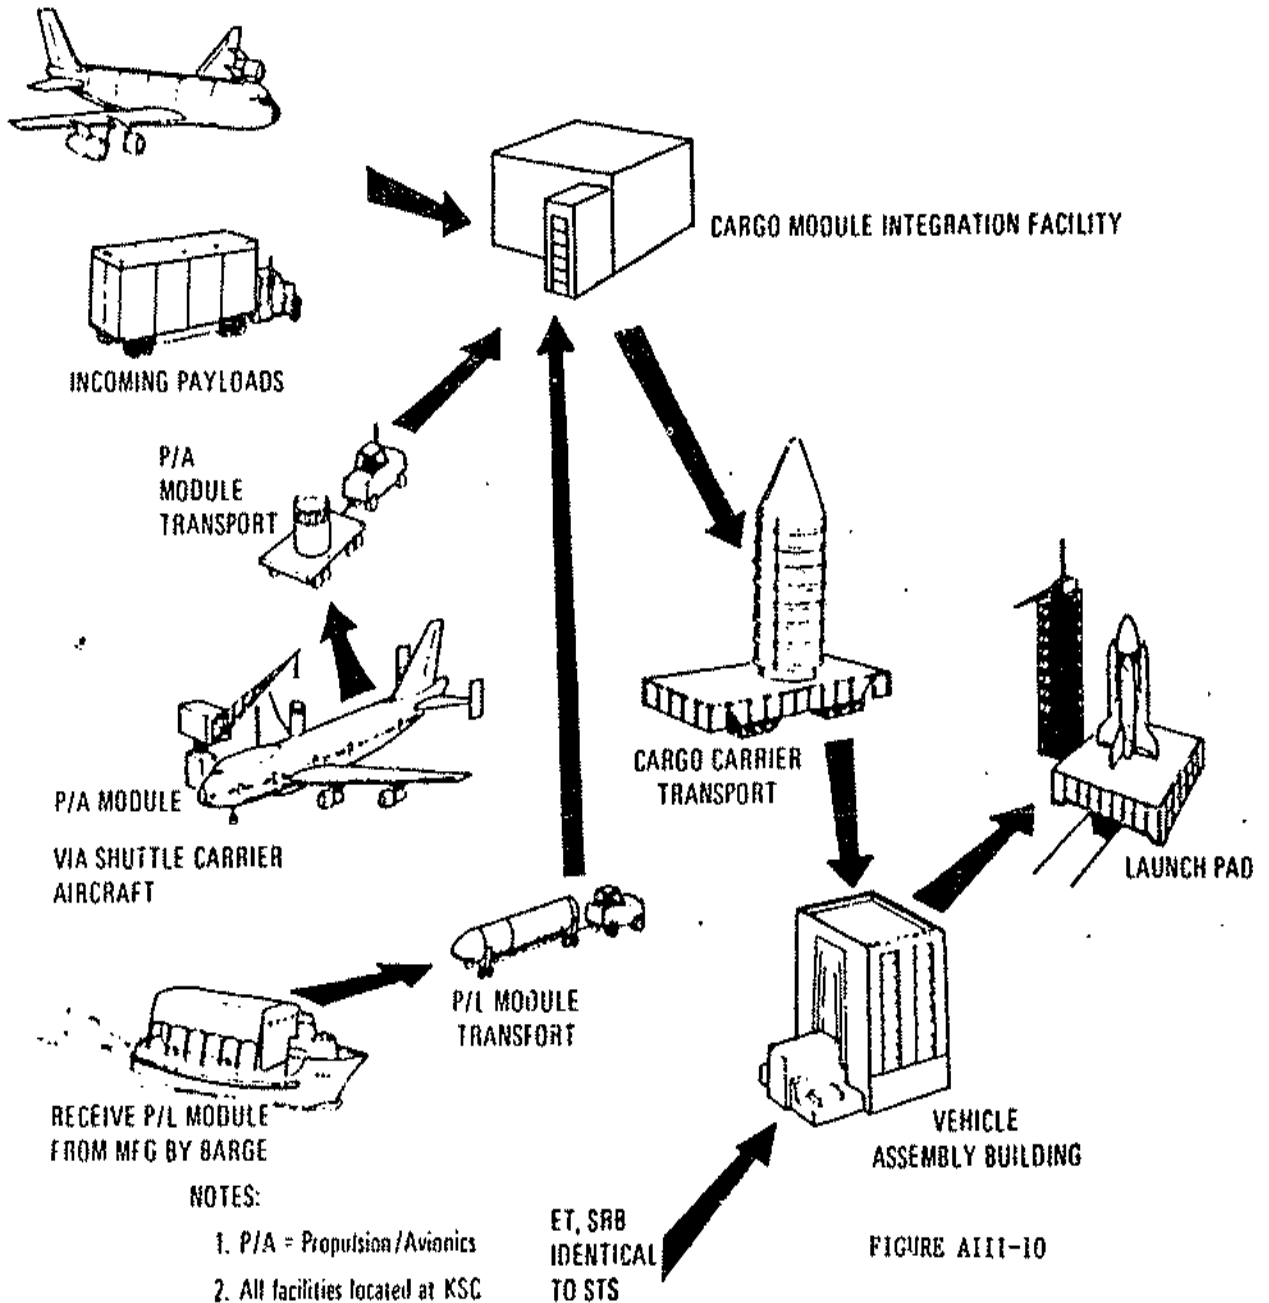 CARGO MODULE INTEGRATION FACILITY
INCOMING PAYLOADS
P/A
MODULE
TRANSPORT
P/A MODULE
VIA SHUTTLE CARRIER
AIRCRAFT
CARGO CARRIER
TRANSPORT
LAUNCH PAD
P/L MODULE
TRANSFORT
RECEIVE P/L MODULE
FROM MFG BY BARGE
VEHICLE
ASSEMBLY BUILDING
NOTES:
1. P/A = Propulsion/Avionics
2. All facilities located at KSC
ET, SRB
IDENTICAL
TO STS
FIGURE AIII-10